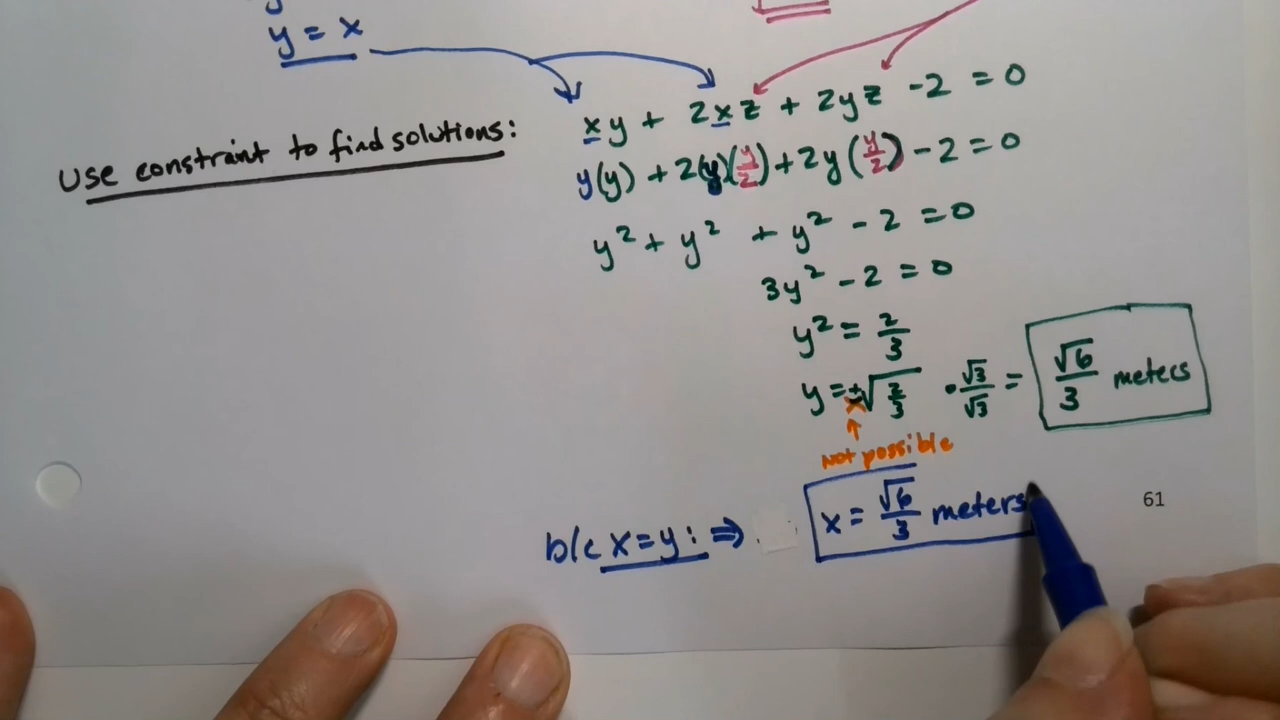 y = x
Use constraint to find solutions:
xy + 2xz + 2yz - 2 = 0
y(y) + 2(y)(y/2) + 2y(y/2) - 2 = 0
y² + y² + y² - 2 = 0
3y² - 2 = 0
y² = 2/3
y = ±√(2/3) · √3/√3 = √6/3 meters
Not possible
b/c x=y: ⇒ x = √6/3 meters
61